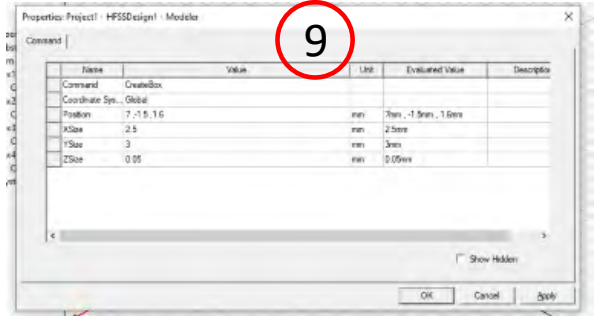 Properties: Project1 - HFSSDesign1 - Modeler
9
Command
Name Value Unit Evaluated Value Description
Command CreateBox
Coordinate Sys... Global
Position 7 ,-1.5 ,1.6 mm 7mm , -1.5mm , 1.6mm
XSize 2.5 mm 2.5mm
YSize 3 mm 3mm
ZSize 0.05 mm 0.05mm
Show Hidden
OK Cancel Apply